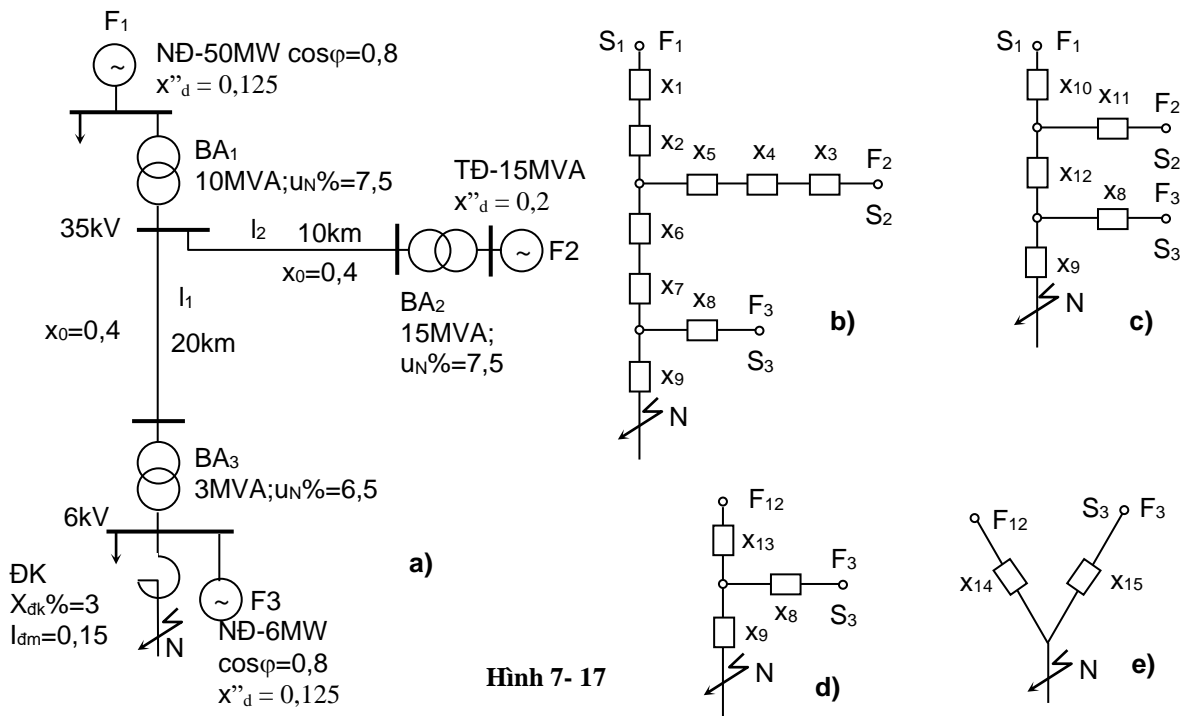 F1
NĐ-50MW cosφ=0,8
x”d = 0,125
~
BA1
10MVA;uN%=7,5
TĐ-15MVA
x”d = 0,2
35kV
l2
10km
x0=0,4
~
F2
BA2
15MVA;
uN%=7,5
l1
x0=0,4
20km
BA3
3MVA;uN%=6,5
6kV
ĐK
Xđk%=3
Iđm=0,15
N
~
F3
NĐ-6MW
cosφ=0,8
x”d = 0,125
a)
S1 F1
x1
x2
x5
x4
x3
F2
S2
x6
x7
x8
F3
S3
x9
N
b)
S1 F1
x10
x11
F2
S2
x12
x8
F3
S3
x9
N
c)
F12
x13
F3
x8
S3
x9
N
d)
F12
S3 F3
x14
x15
N
e)
Hình 7- 17